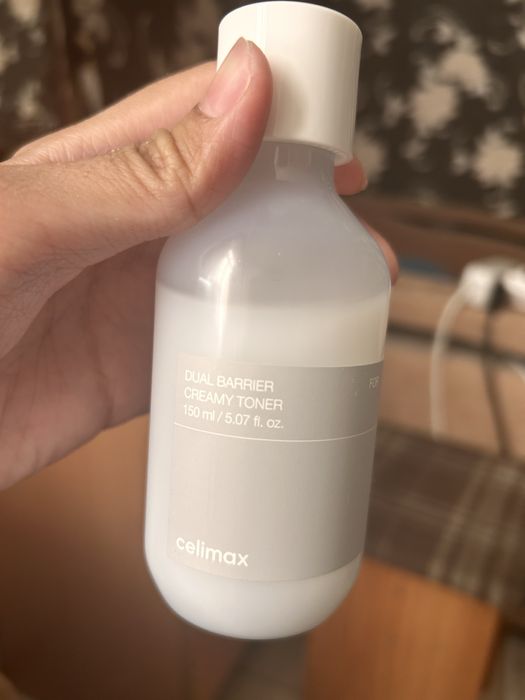 DUAL BARRIER
CREAMY TONER
150 ml / 5.07 fl. oz.
FOR
celimax